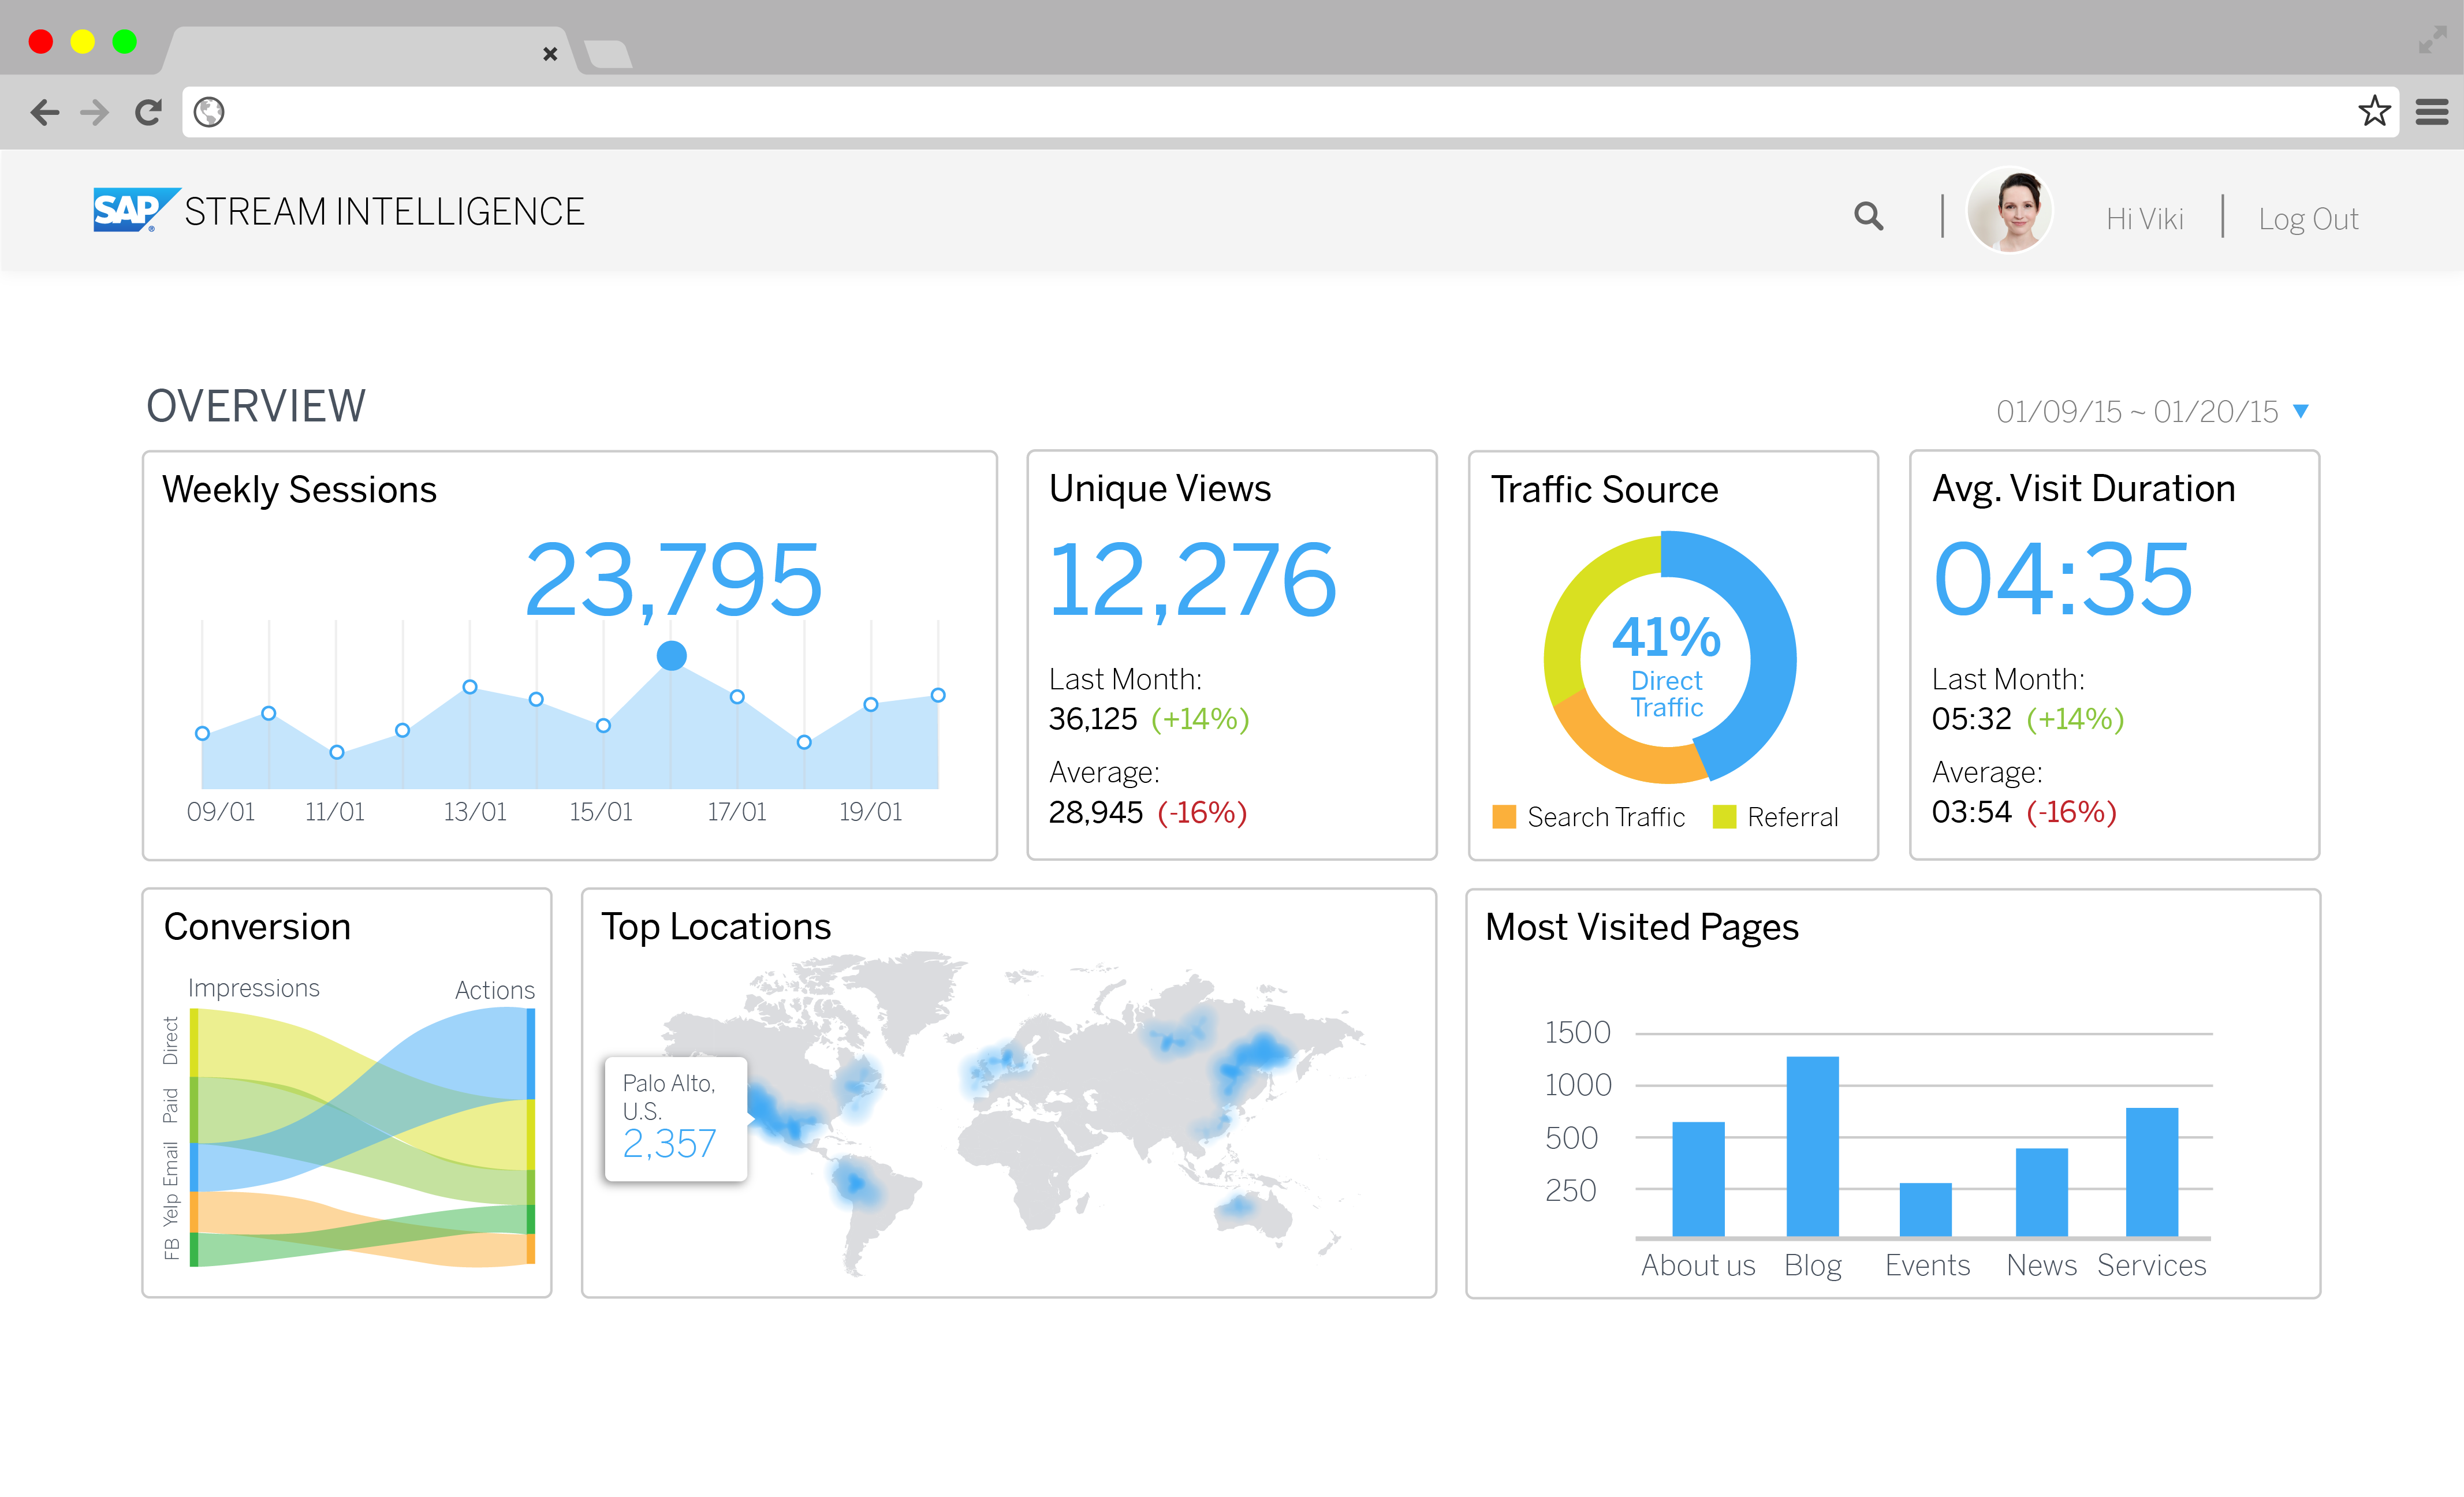 SAP ® STREAM INTELLIGENCE
Hi Viki
Log Out
OVERVIEW
01/09/15 ~ 01/20/15
Weekly Sessions
23,795
09/01 11/01 13/01 15/01 17/01 19/01
Unique Views
12,276
Last Month:
36,125 (+14%)
Average:
28,945 (-16%)
Traffic Source
41%
Direct
Traffic
Search Traffic Referral
Avg. Visit Duration
04:35
Last Month:
05:32 (+14%)
Average:
03:54 (-16%)
Conversion
Impressions Actions
Direct
Paid
Email
Yelp
FB
Top Locations
Palo Alto,
U.S.
2,357
Most Visited Pages
1500
1000
500
250
About us Blog Events News Services